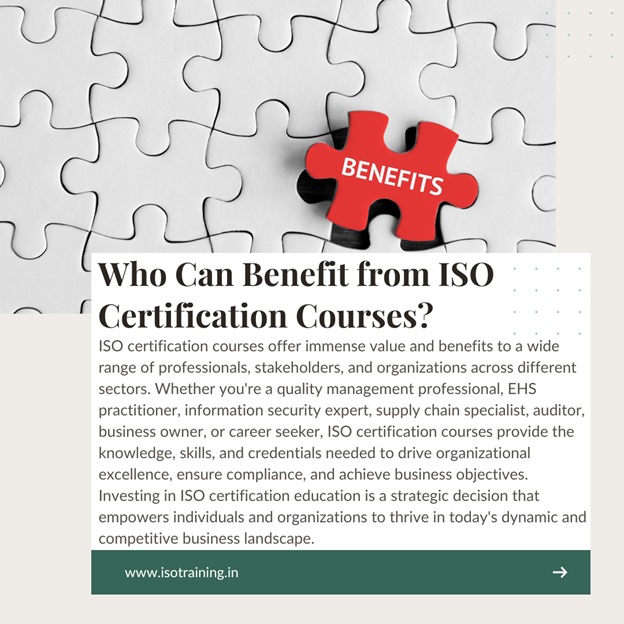 BENEFITS
Who Can Benefit from ISO
Certification Courses?
ISO certification courses offer immense value and benefits to a wide
range of professionals, stakeholders, and organizations across different
sectors. Whether you're a quality management professional, EHS
practitioner, information security expert, supply chain specialist, auditor,
business owner, or career seeker, ISO certification courses provide the
knowledge, skills, and credentials needed to drive organizational
excellence, ensure compliance, and achieve business objectives.
Investing in ISO certification education is a strategic decision that
empowers individuals and organizations to thrive in today's dynamic and
competitive business landscape.
www.isotraining.in